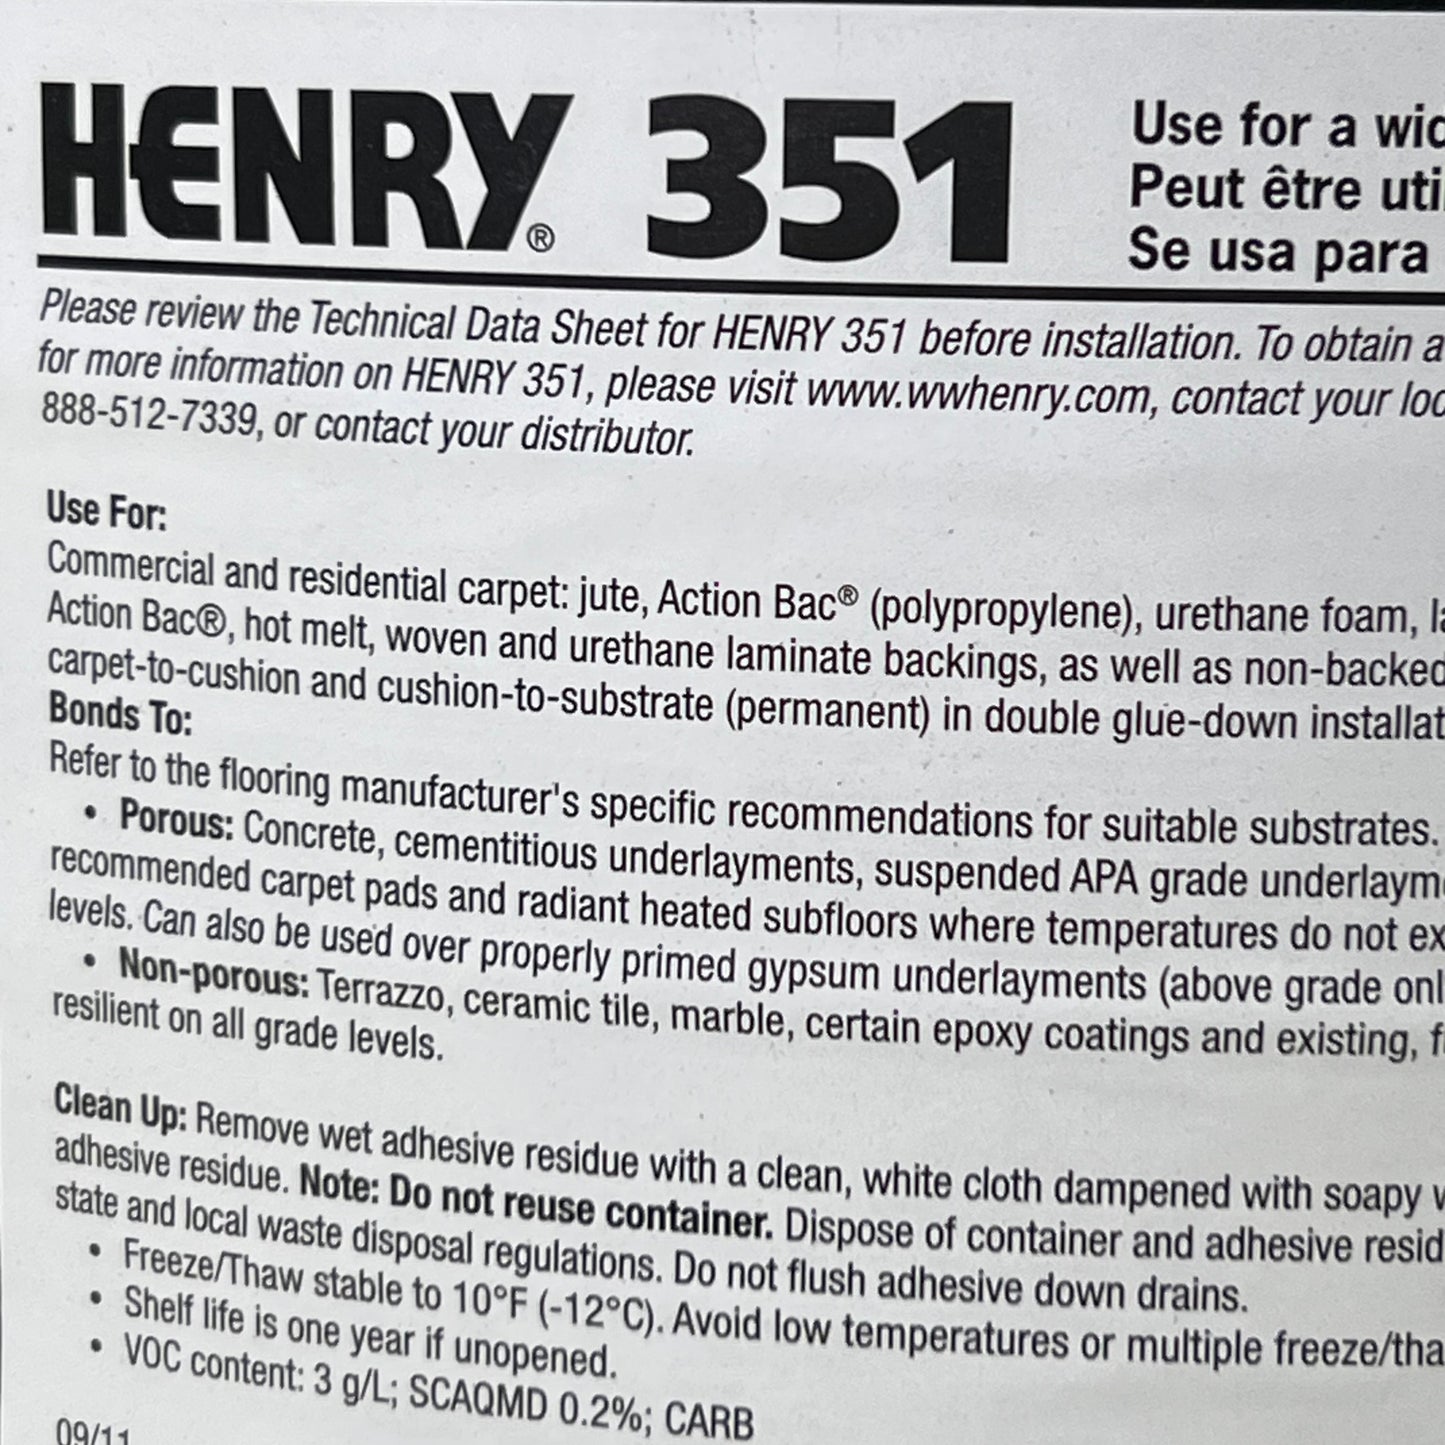 HENRY® 351
Use for a
Peut être
Se usa para
Please review the Technical Data Sheet for HENRY 351 before installation. To obtain a
for more information on HENRY 351, please visit www.wwhenry.com, contact your
888-512-7339, or contact your distributor.
Use For:
Commercial and residential carpet: jute, Action Bac® (polypropylene), urethane foam,
Action Bac®, hot melt, woven and urethane laminate backings, as well as non-backed
carpet-to-cushion and cushion-to-substrate (permanent) in double glue-down
Bonds To:
Refer to the flooring manufacturer's specific recommendations for suitable substrates.
• Porous: Concrete, cementitious underlayments, suspended APA grade
recommended carpet pads and radiant heated subfloors where temperatures do not
levels. Can also be used over properly primed gypsum underlayments (above grade
• Non-porous: Terrazzo, ceramic tile, marble, certain epoxy coatings and existing,
resilient on all grade levels.
Clean Up: Remove wet adhesive residue with a clean, white cloth dampened with soapy
adhesive residue. Note: Do not reuse container. Dispose of container and adhesive
state and local waste disposal regulations. Do not flush adhesive down drains.
• Freeze/Thaw stable to 10°F (-12°C). Avoid low temperatures or multiple
• Shelf life is one year if unopened.
• VOC content: 3 g/L; SCAQMD 0.2%; CARB
09/11